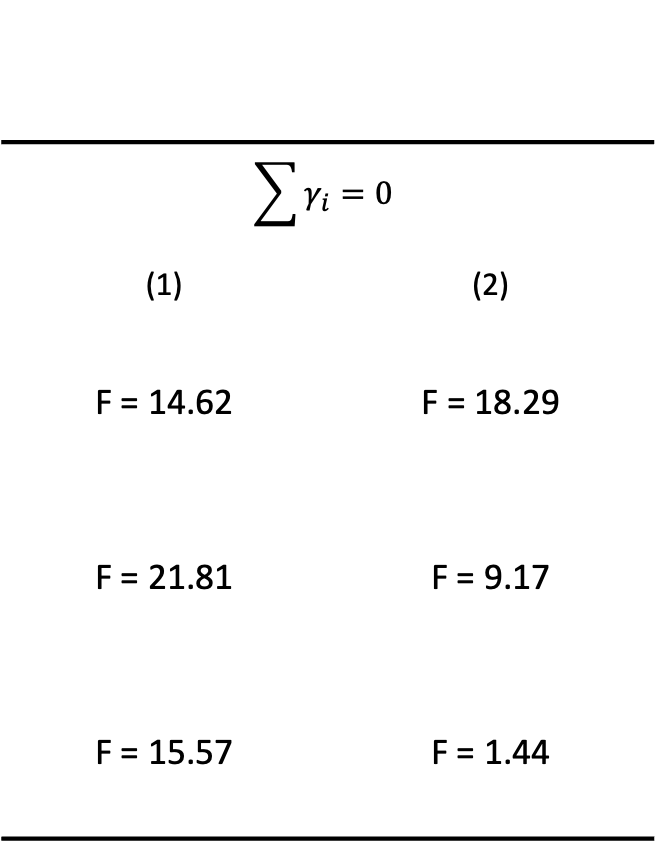 ∑ γᵢ = 0
(1) (2)
F = 14.62 F = 18.29
F = 21.81 F = 9.17
F = 15.57 F = 1.44